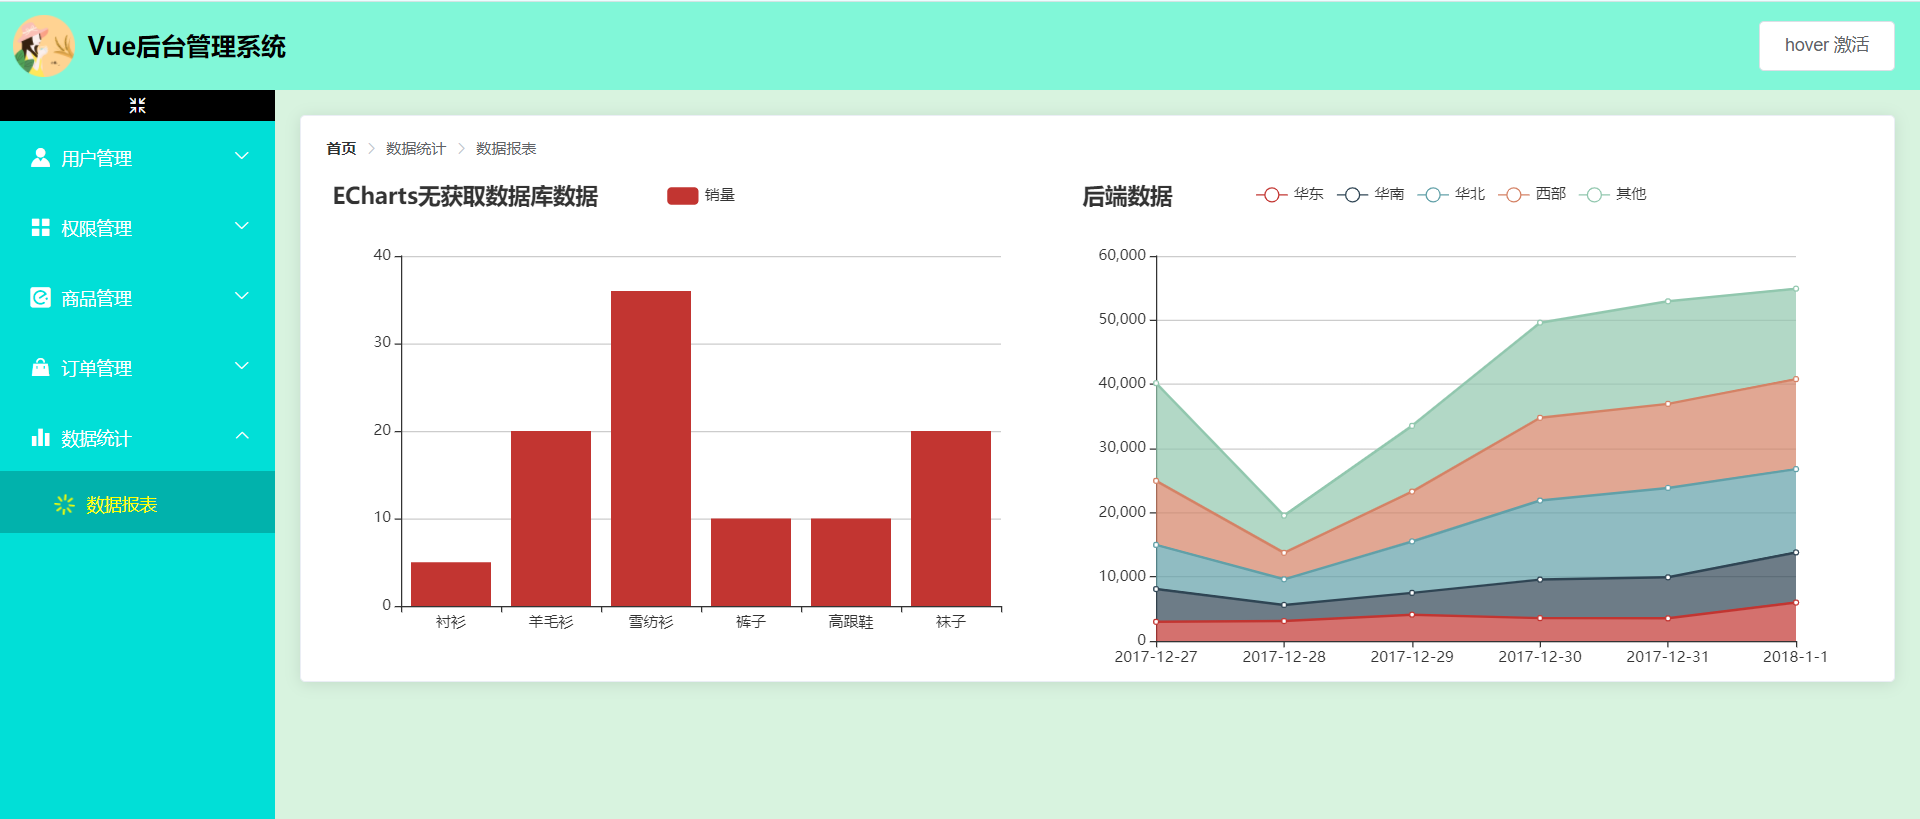 Vue后台管理系统
hover 激活
用户管理
权限管理
商品管理
订单管理
数据统计
数据报表
首页 数据统计 数据报表
ECharts无获取数据库数据
销量
40
30
20
10
0
衬衫 羊毛衫 雪纺衫 裤子 高跟鞋 袜子
后端数据
华东 华南 华北 西部 其他
60,000
50,000
40,000
30,000
20,000
10,000
0
2017-12-27 2017-12-28 2017-12-29 2017-12-30 2017-12-31 2018-1-1